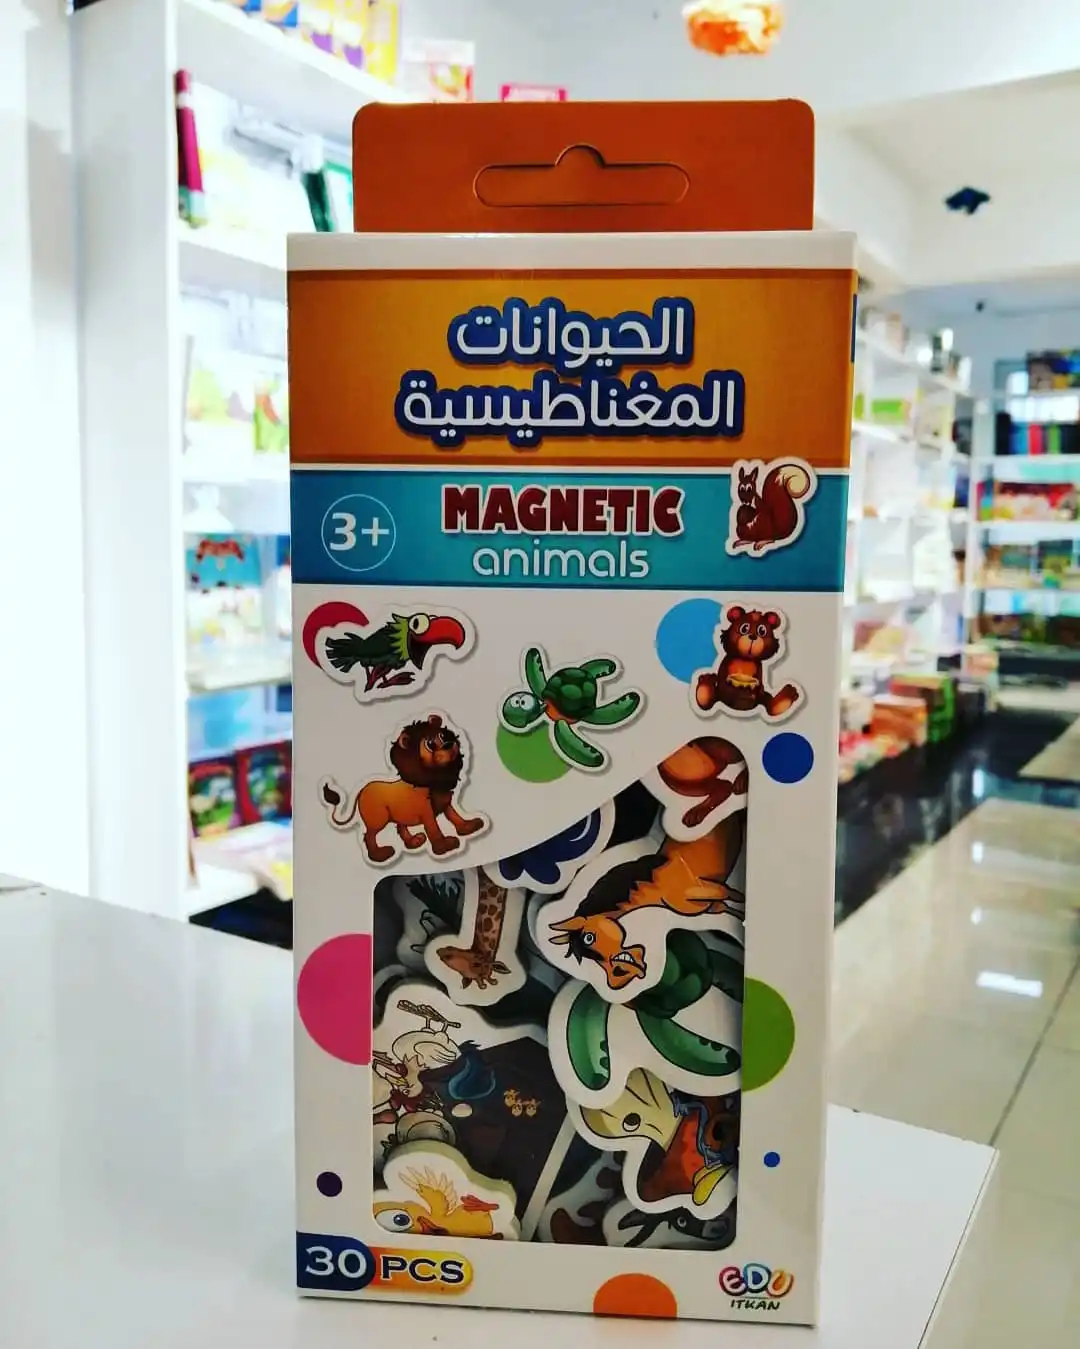 الحيوانات
المغناطيسية
3+
MAGNETIC
animals
30 PCS
EDU
ITKAN